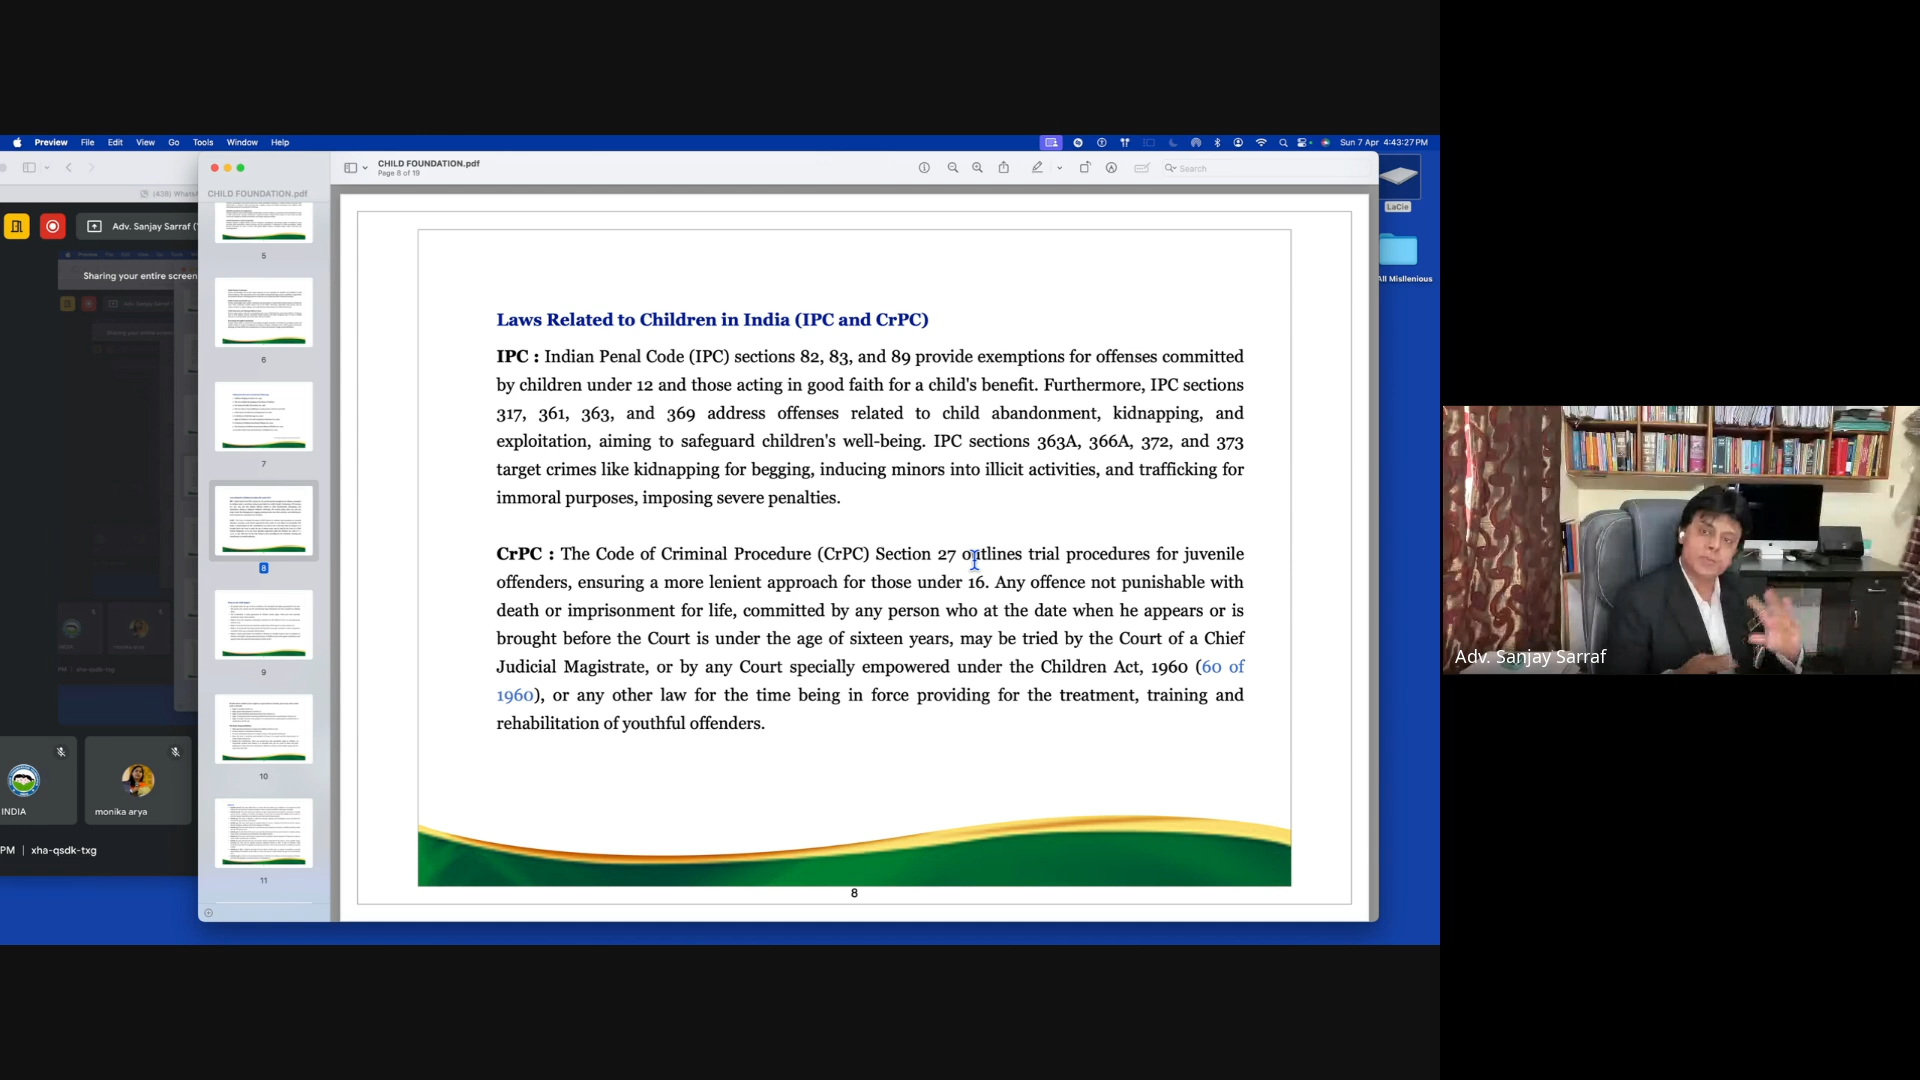 Preview File Edit View Go Tools Window Help
Sun 7 Apr 4:43:27 PM
CHILD FOUNDATION.pdf
Page 8 of 19
Search
CHILD FOUNDATION.pdf
LaCie
All Misllenious
Adv. Sanjay Sarraf (
Sharing your entire screen
5
6
7
8
9
10
11
INDIA
monika arya
PM | xha-qsdk-txg
Laws Related to Children in India (IPC and CrPC)
IPC : Indian Penal Code (IPC) sections 82, 83, and 89 provide exemptions for offenses committed
by children under 12 and those acting in good faith for a child's benefit. Furthermore, IPC sections
317, 361, 363, and 369 address offenses related to child abandonment, kidnapping, and
exploitation, aiming to safeguard children's well-being. IPC sections 363A, 366A, 372, and 373
target crimes like kidnapping for begging, inducing minors into illicit activities, and trafficking for
immoral purposes, imposing severe penalties.
CrPC : The Code of Criminal Procedure (CrPC) Section 27 outlines trial procedures for juvenile
offenders, ensuring a more lenient approach for those under 16. Any offence not punishable with
death or imprisonment for life, committed by any person who at the date when he appears or is
brought before the Court is under the age of sixteen years, may be tried by the Court of a Chief
Judicial Magistrate, or by any Court specially empowered under the Children Act, 1960 (60 of
1960), or any other law for the time being in force providing for the treatment, training and
rehabilitation of youthful offenders.
8
Adv. Sanjay Sarraf